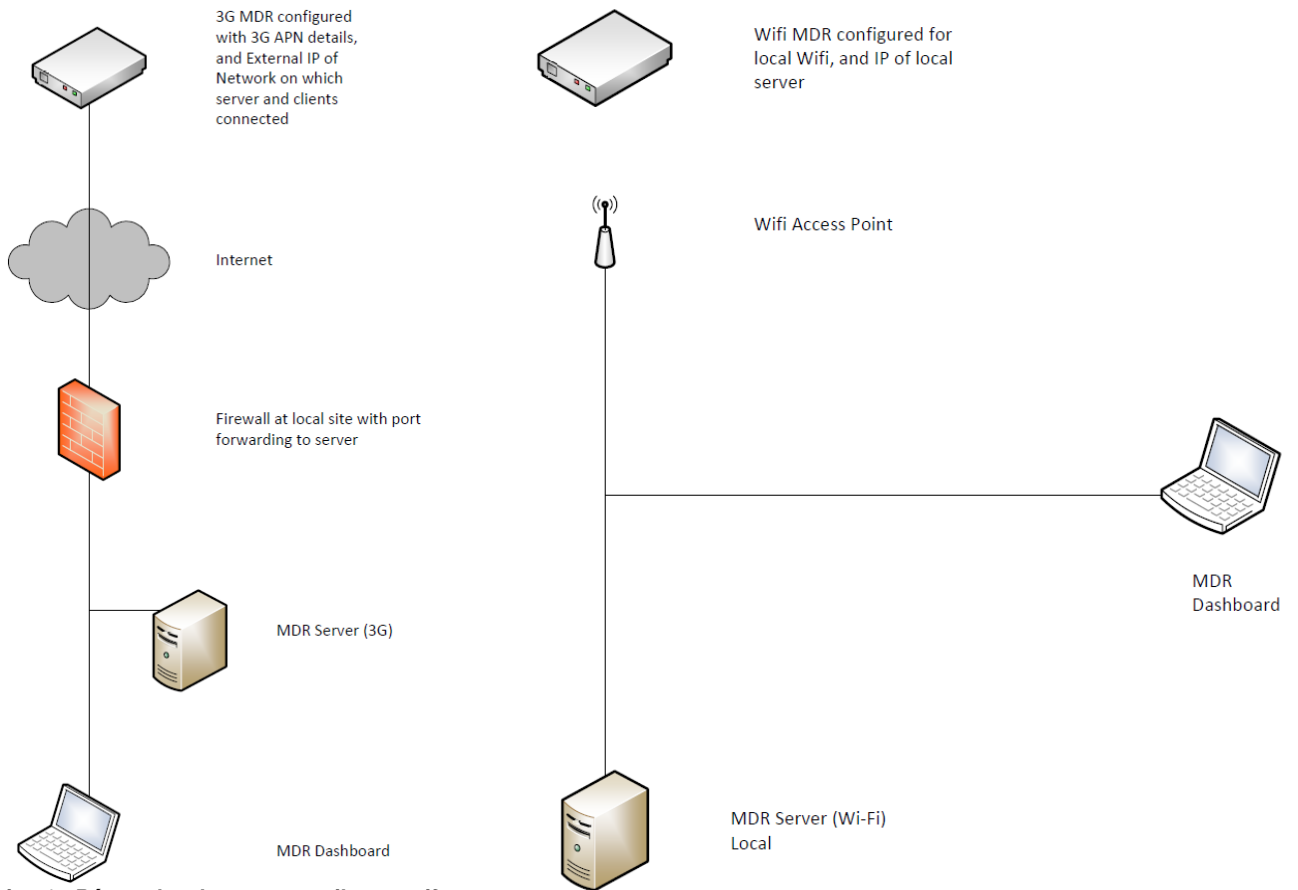 3G MDR configured
with 3G APN details,
and External IP of
Network on which
server and clients
connected
Internet
Firewall at local site with port
forwarding to server
MDR Server (3G)
MDR Dashboard
Wifi MDR configured for
local Wifi, and IP of local
server
Wifi Access Point
MDR
Dashboard
MDR Server (Wi-Fi)
Local